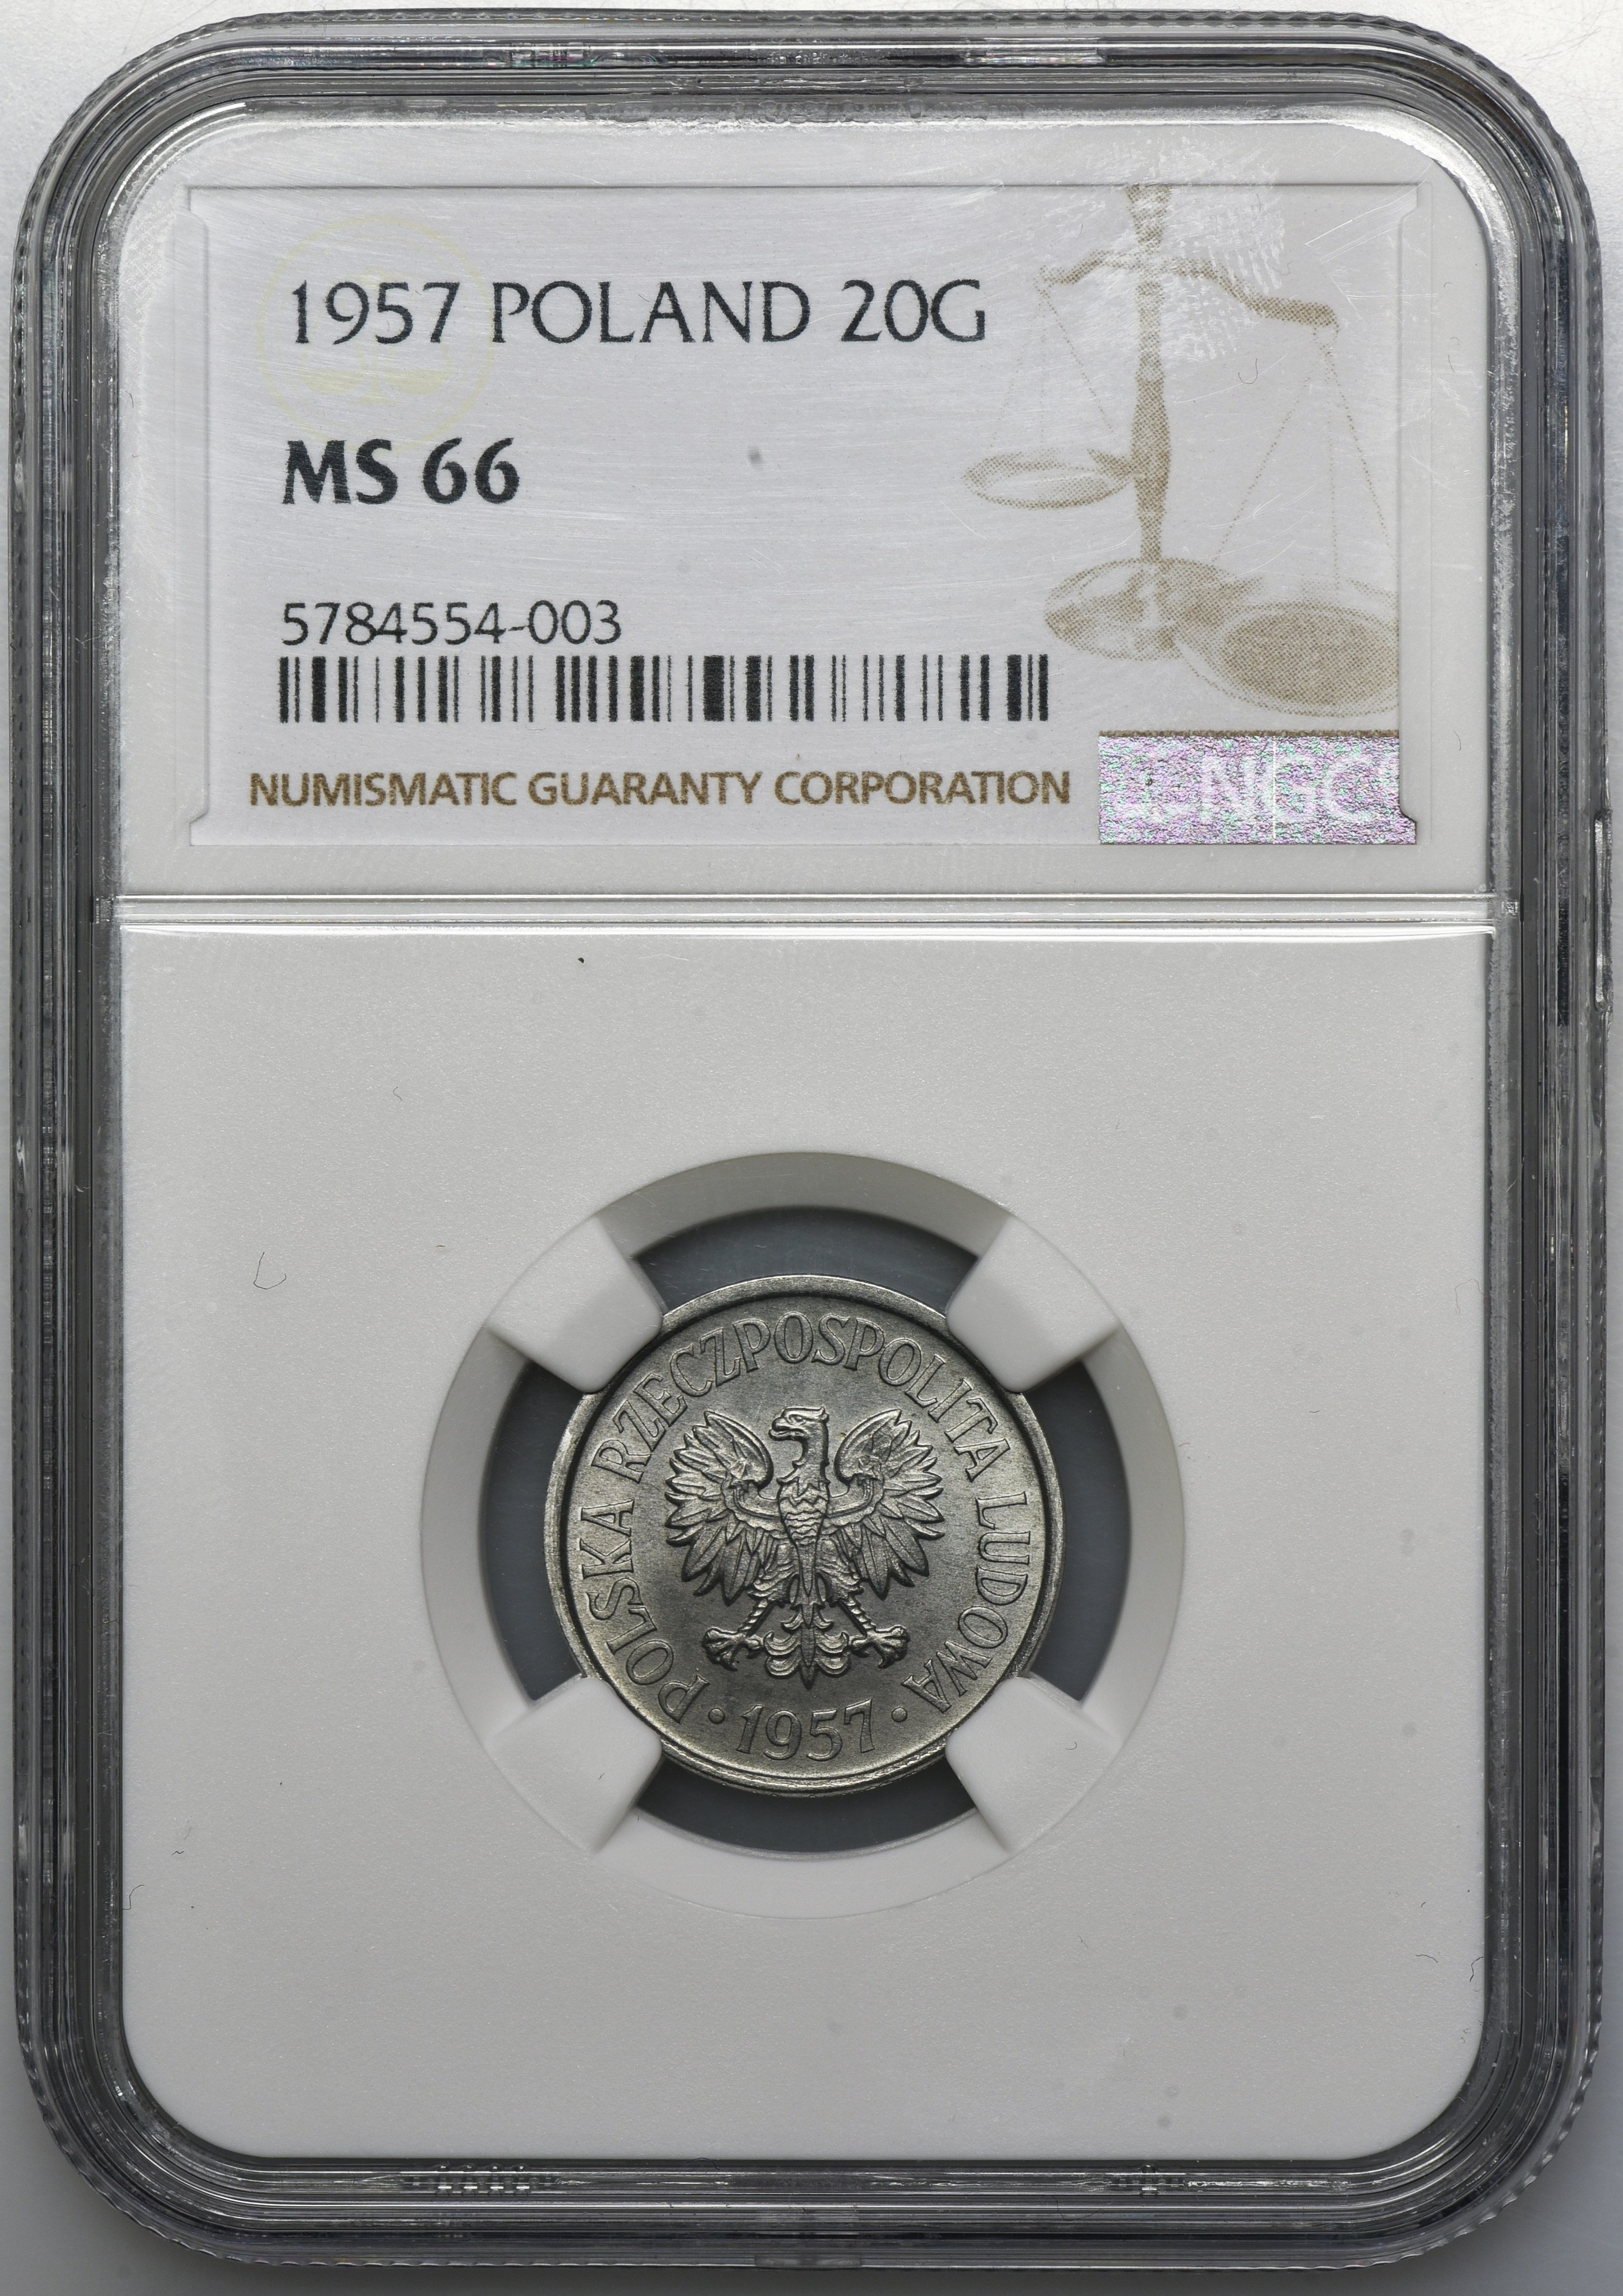 1957 POLAND 20G
MS 66
5784554-003
NUMISMATIC GUARANTY CORPORATION
NGC
POLSKA RZECZPOSPOLITA LUDOWA
· 1957 ·